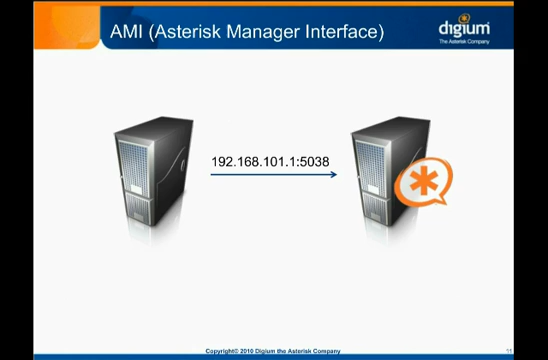 AMI (Asterisk Manager Interface)
digium
The Asterisk Company
192.168.101.1:5038
Copyright© 2010 Digium the Asterisk Company
11